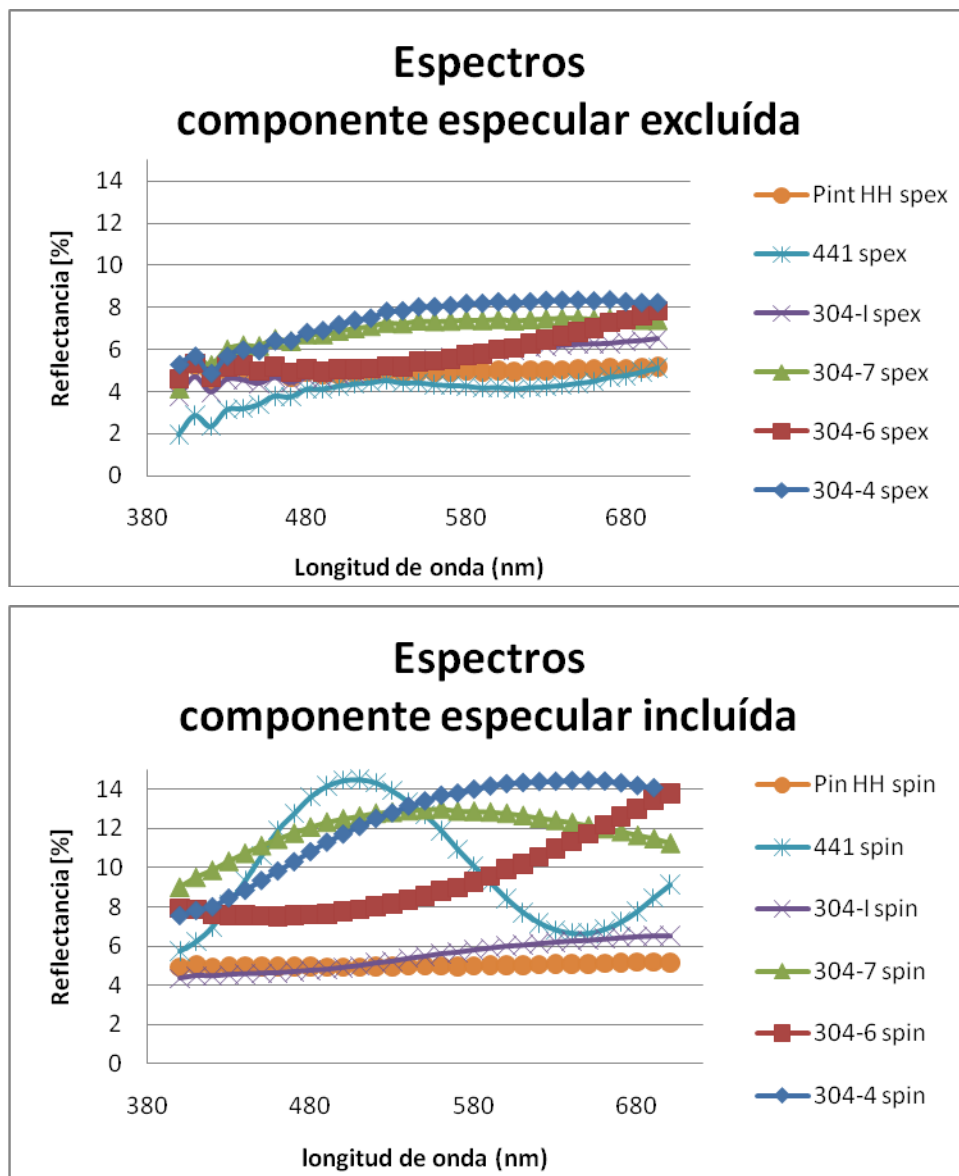 Espectros
componente especular excluída
Reflectancia [%]
14
12
10
8
6
4
2
0
380
480
580
680
Longitud de onda (nm)
Pint HH spex
441 spex
304-I spex
304-7 spex
304-6 spex
304-4 spex
Espectros
componente especular incluída
Reflectancia [%]
14
12
10
8
6
4
2
0
380
480
580
680
longitud de onda (nm)
Pin HH spin
441 spin
304-I spin
304-7 spin
304-6 spin
304-4 spin